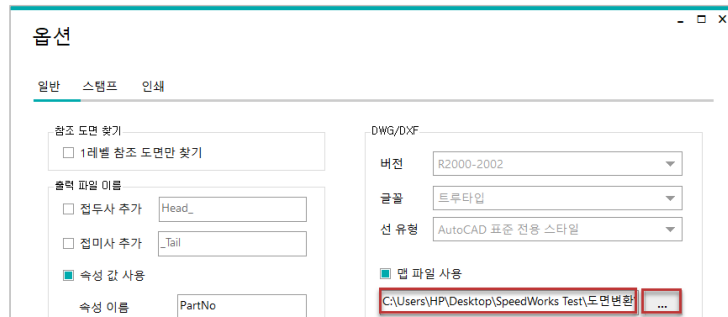 옵션
일반 스탬프 인쇄
참조 도면 찾기
1레벨 참조 도면만 찾기
출력 파일 이름
접두사 추가 Head_
접미사 추가 _Tail
속성 값 사용
속성 이름 PartNo
DWG/DXF
버전 R2000-2002
글꼴 트루타입
선 유형 AutoCAD 표준 전용 스타일
맵 파일 사용
C:\Users\HP\Desktop\SpeedWorks Test\도면변환 ...